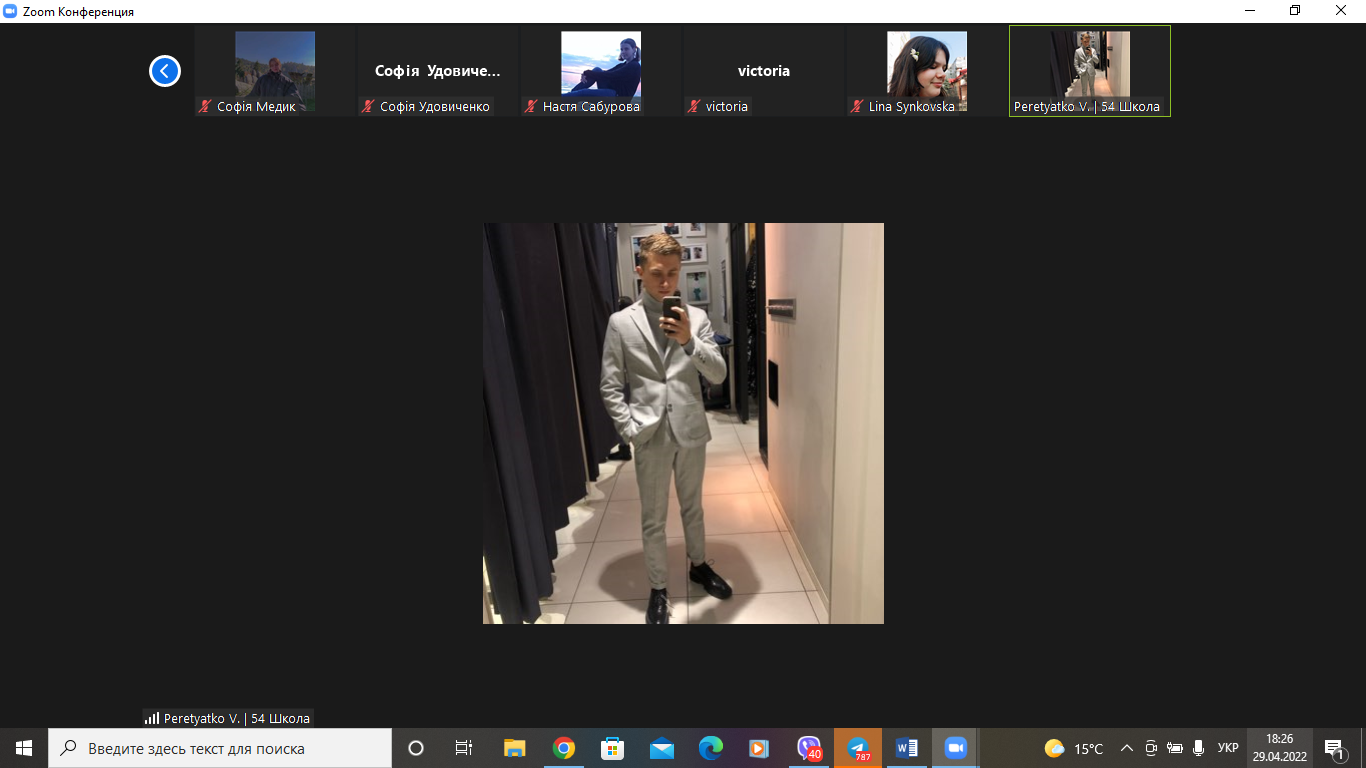 Zoom Конференция
Софія Удовиче...
victoria
Софія Медик
Софія Удовиченко
Настя Сабурова
victoria
Lina Synkovska
Peretyatko V. | 54 Школа
Peretyatko V. | 54 Школа
Введите здесь текст для поиска
40
787
15°C
УКР
18:26
29.04.2022
1